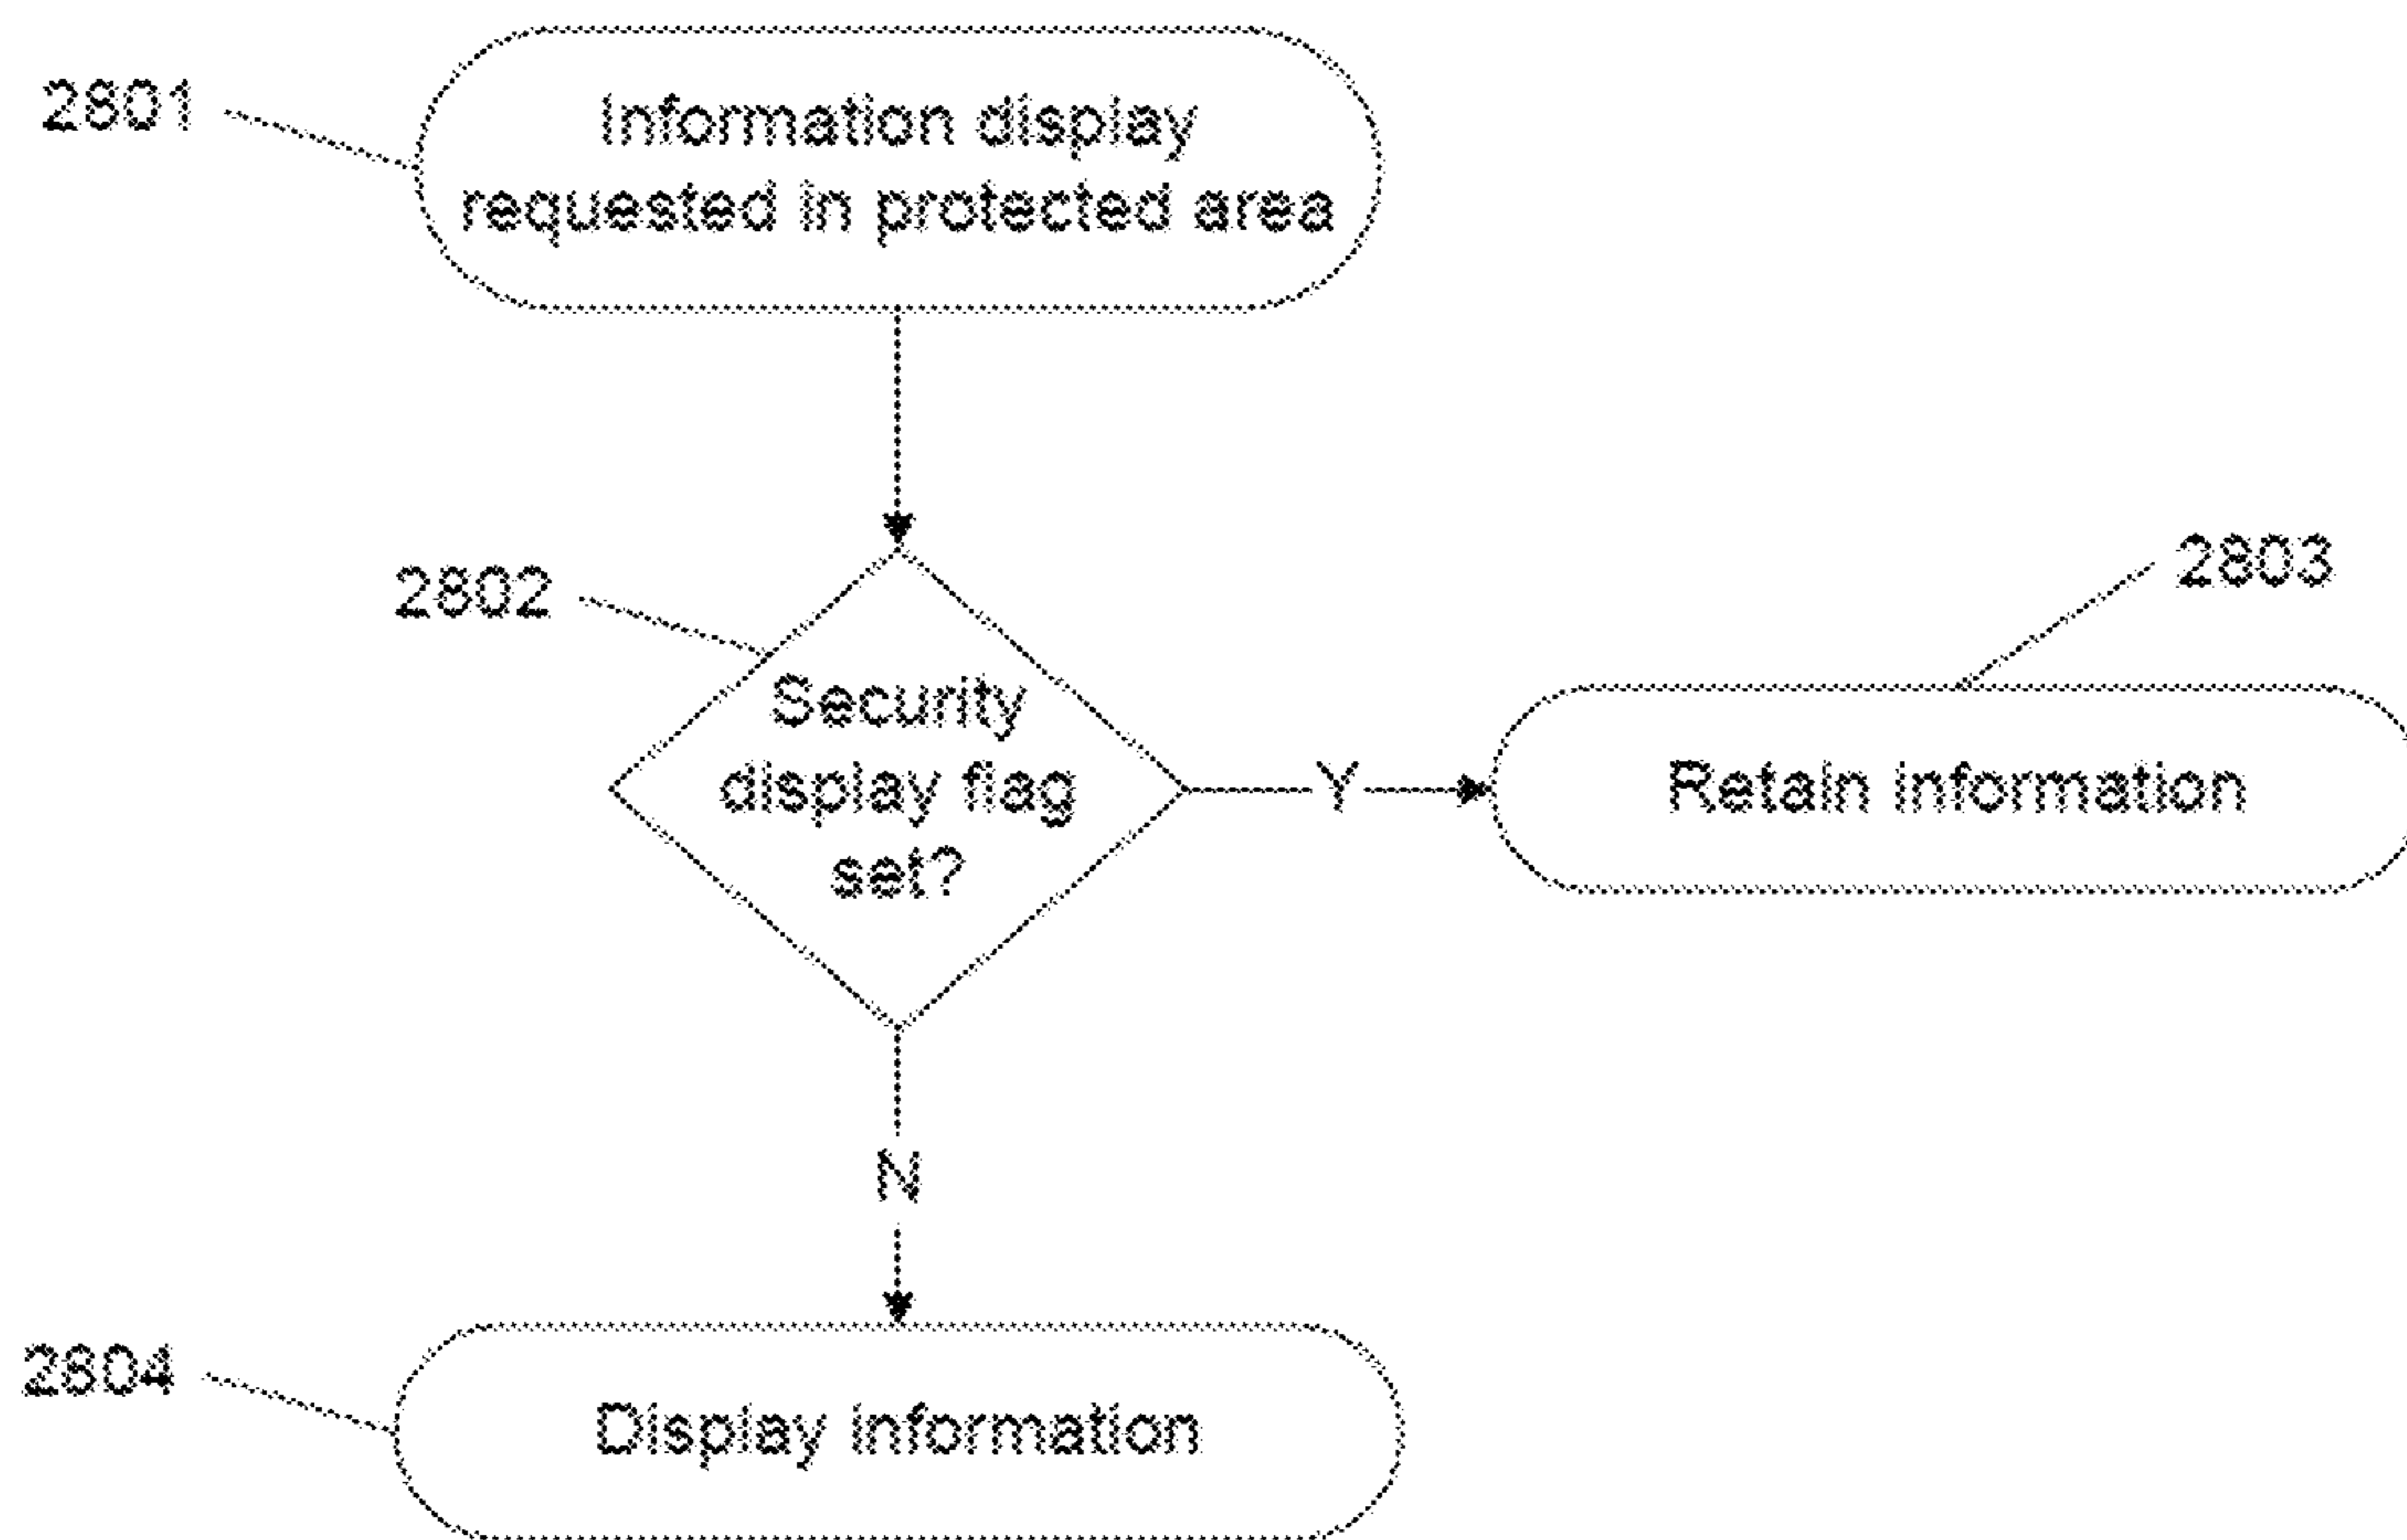 2801
Information display
requested in protected area
2802
Security
display flag
set?
Y
2803
Retain information
N
2804
Display information